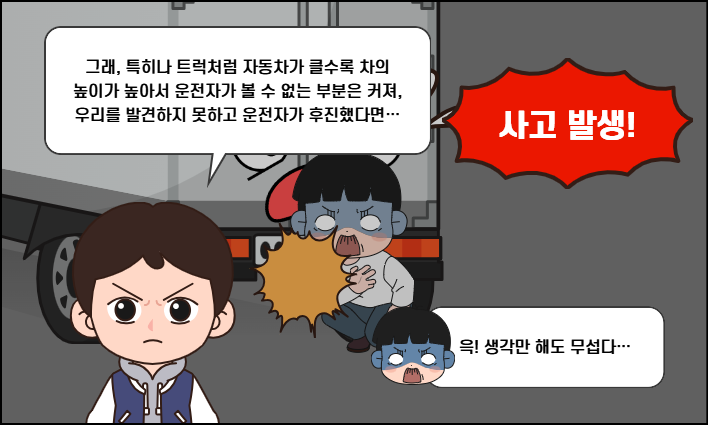 그래, 특히나 트럭처럼 자동차가 클수록 차의
높이가 높아서 운전자가 볼 수 없는 부분은 커져,
우리를 발견하지 못하고 운전자가 후진했다면…
사고 발생!
윽! 생각만 해도 무섭다…